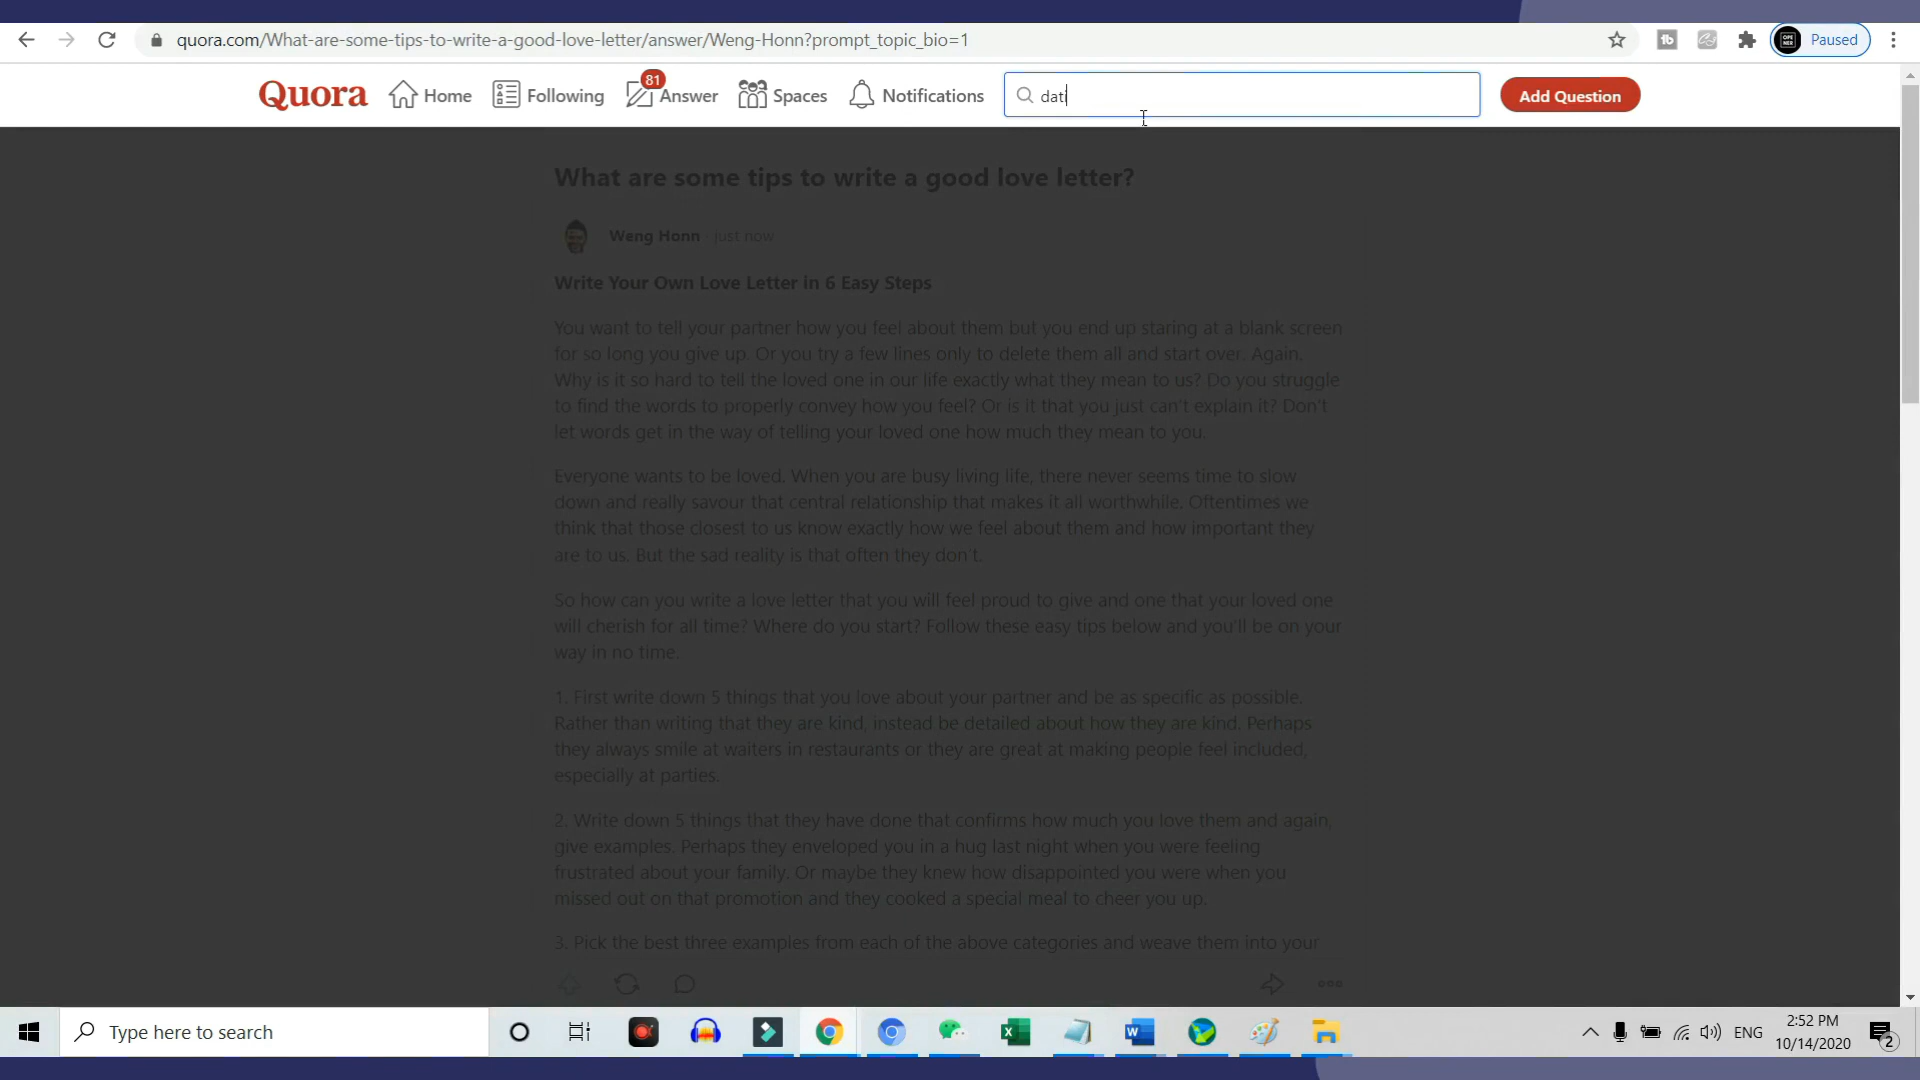 quora.com/What-are-some-tips-to-write-a-good-love-letter/answer/Weng-Honn?prompt_topic_bio=1
Paused
Quora Home Following 81 Answer Spaces Notifications dati Add Question
What are some tips to write a good love letter?
Weng Honn · just now
Write Your Own Love Letter in 6 Easy Steps
You want to tell your partner how you feel about them but you end up staring at a blank screen
for so long you give up. Or you try a few lines only to delete them all and start over. Again.
Why is it so hard to tell the loved one in our life exactly what they mean to us? Do you struggle
to find the words to properly convey how you feel? Or is it that you just can't explain it? Don't
let words get in the way of telling your loved one how much they mean to you.
Everyone wants to be loved. When you are busy living life, there never seems time to slow
down and really savour that central relationship that makes it all worthwhile. Oftentimes we
think that those closest to us know exactly how we feel about them and how important they
are to us. But the sad reality is that often they don't.
So how can you write a love letter that you will feel proud to give and one that your loved one
will cherish for all time? Where do you start? Follow these easy tips below and you'll be on your
way in no time.
1. First write down 5 things that you love about your partner and be as specific as possible.
Rather than writing that they are kind, instead be detailed about how they are kind. Perhaps
they always smile at waiters in restaurants or they are great at making people feel included,
especially at parties.
2. Write down 5 things that they have done that confirms how much you love them and again,
give examples. Perhaps they enveloped you in a hug last night when you were feeling
frustrated about your family. Or maybe they knew how disappointed you were when you
missed out on that promotion and they cooked a special meal to cheer you up.
3. Pick the best three examples from each of the above categories and weave them into your
Type here to search
ENG
2:52 PM
10/14/2020
2